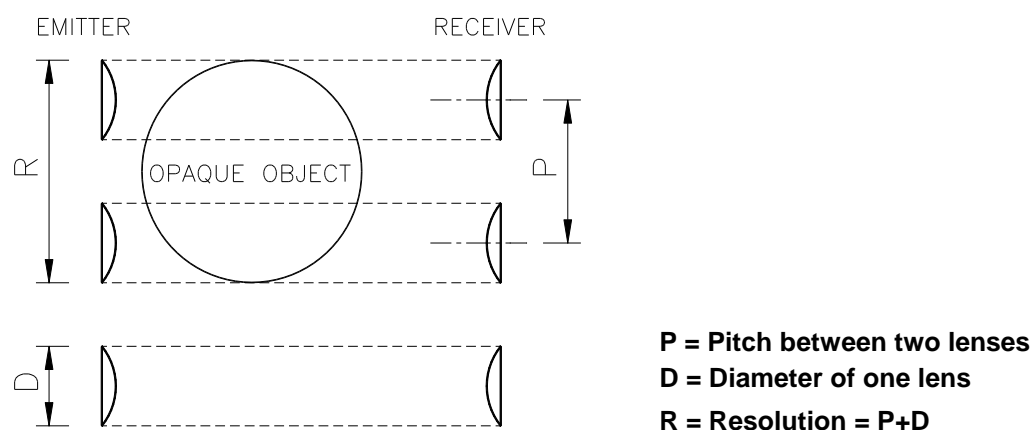 EMITTER
RECEIVER
R
OPAQUE OBJECT
P
D
P = Pitch between two lenses
D = Diameter of one lens
R = Resolution = P+D